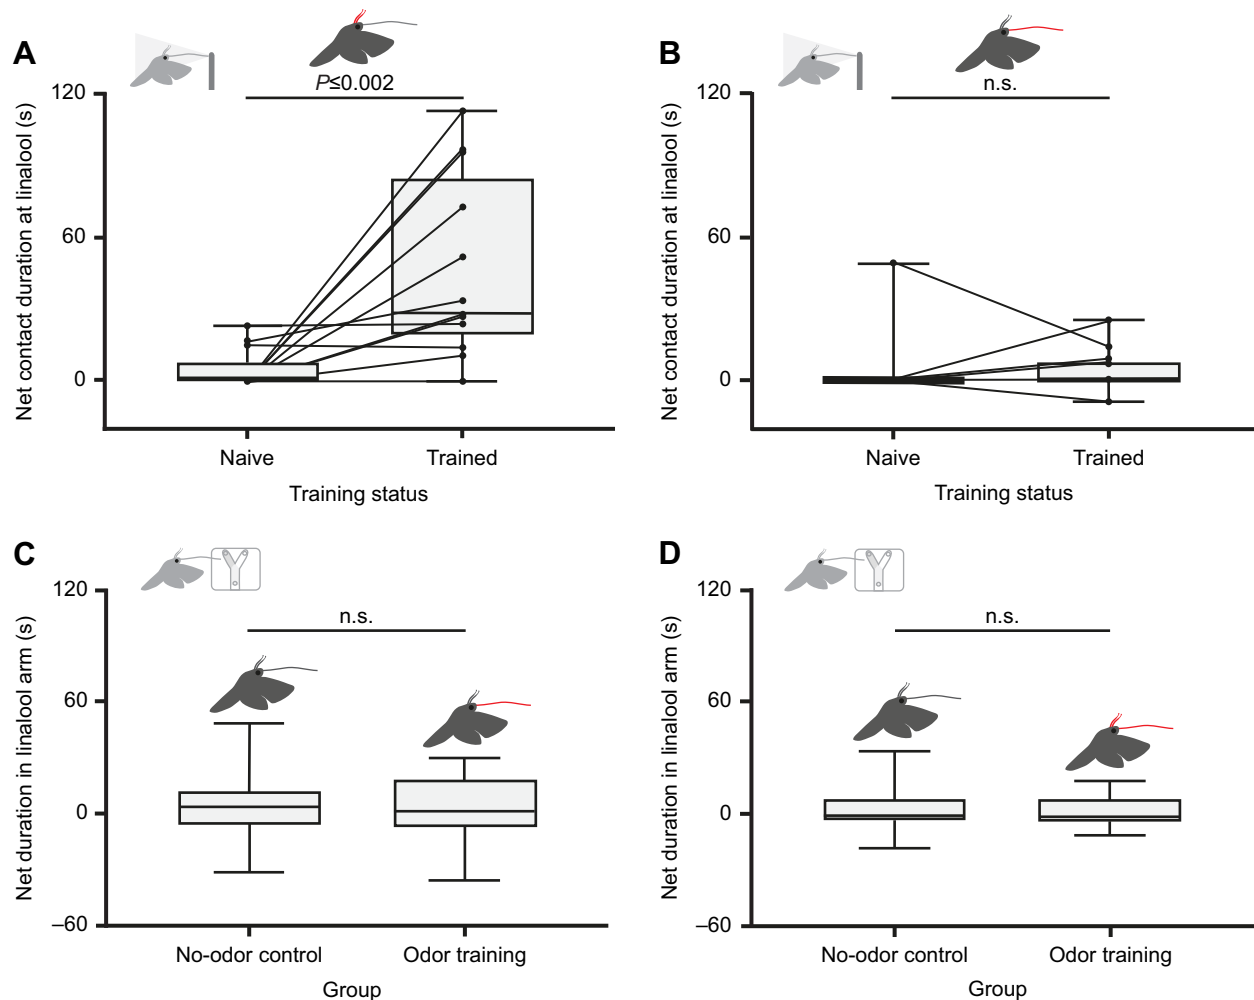 A
P≤0.002
Net contact duration at linalool (s)
120
60
0
Naive
Trained
Training status
B
n.s.
Net contact duration at linalool (s)
120
60
0
Naive
Trained
Training status
C
n.s.
Net duration in linalool arm (s)
120
60
0
–60
No-odor control
Odor training
Group
D
n.s.
Net duration in linalool arm (s)
120
60
0
–60
No-odor control
Odor training
Group